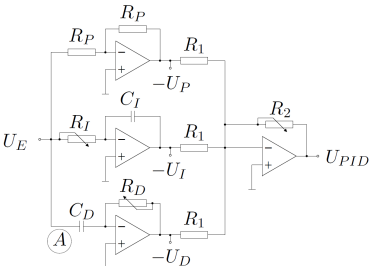 R_P
R_P
R_1
−U_P
C_I
R_I
R_1
−U_I
U_E
R_2
U_PID
R_D
C_D
R_1
−U_D
A